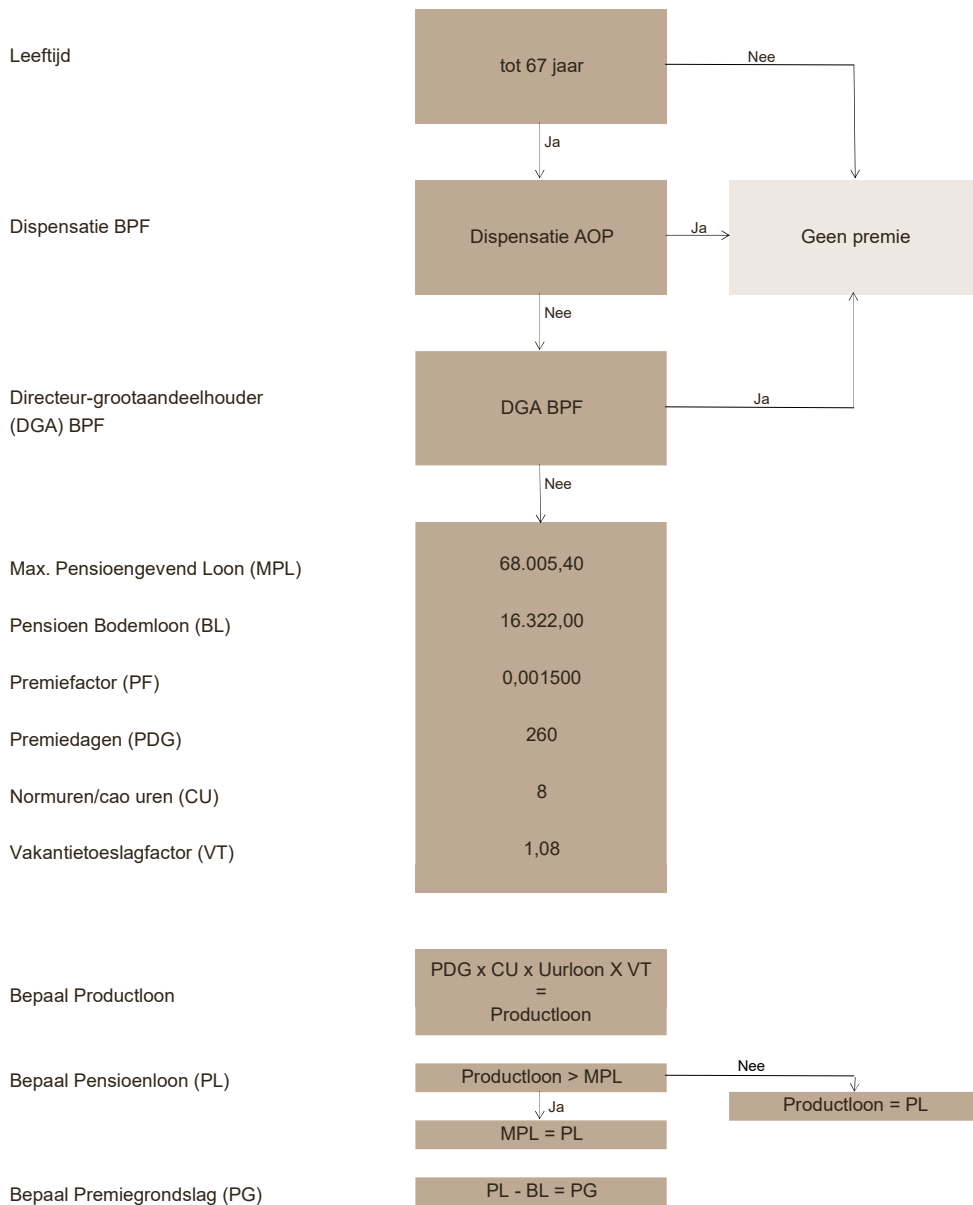 Leeftijd
tot 67 jaar
Nee
Ja
Dispensatie BPF
Dispensatie AOP
Ja
Geen premie
Nee
Directeur-grootaandeelhouder
(DGA) BPF
DGA BPF
Ja
Nee
Max. Pensioengevend Loon (MPL)
68.005,40
Pensioen Bodemloon (BL)
16.322,00
Premiefactor (PF)
0,001500
Premiedagen (PDG)
260
Normuren/cao uren (CU)
8
Vakantietoeslagfactor (VT)
1,08
Bepaal Productloon
PDG x CU x Uurloon X VT
=
Productloon
Bepaal Pensioenloon (PL)
Productloon > MPL
Nee
Productloon = PL
Ja
MPL = PL
Bepaal Premiegrondslag (PG)
PL - BL = PG